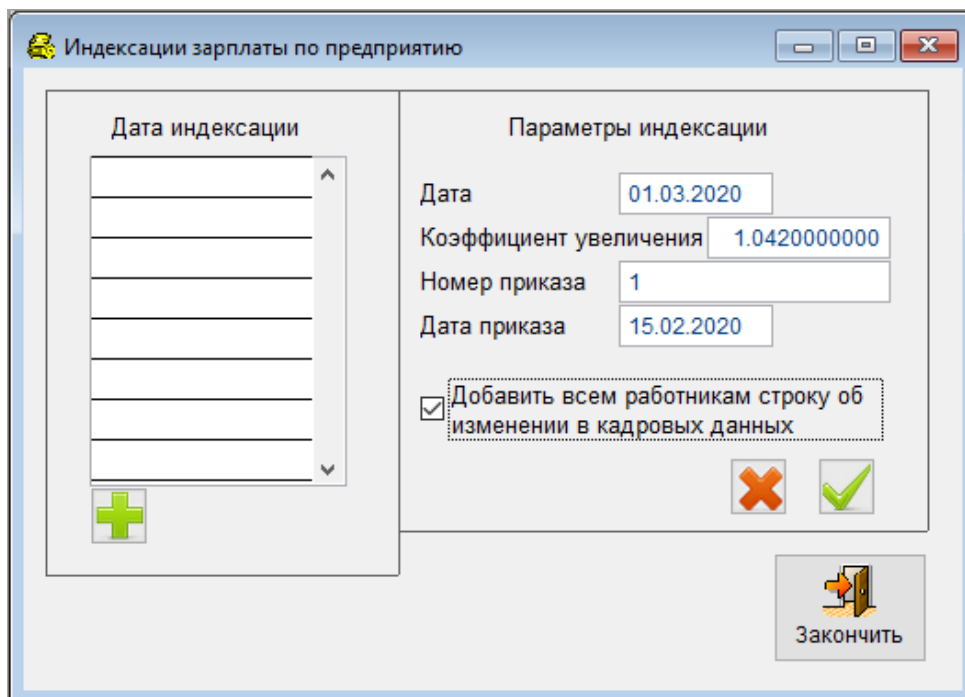 Индексации зарплаты по предприятию
Дата индексации
Параметры индексации
Дата 01.03.2020
Коэффициент увеличения 1.0420000000
Номер приказа 1
Дата приказа 15.02.2020
Добавить всем работникам строку об
изменении в кадровых данных
Закончить